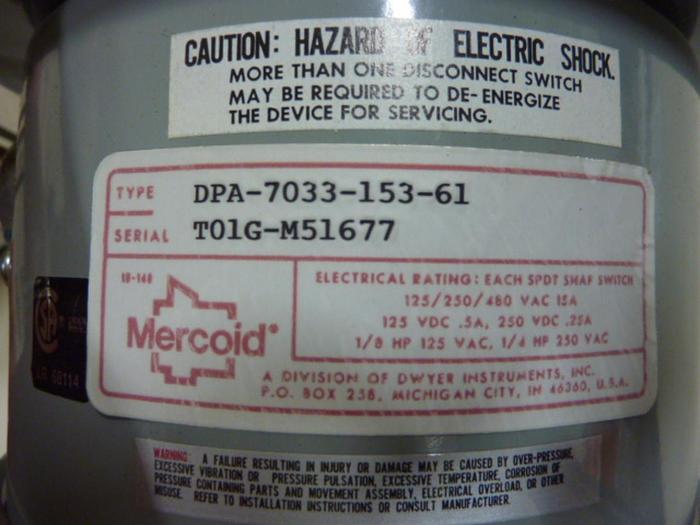 CAUTION: HAZARD OF ELECTRIC SHOCK.
MORE THAN ONE DISCONNECT SWITCH
MAY BE REQUIRED TO DE-ENERGIZE
THE DEVICE FOR SERVICING.
TYPE DPA-7033-153-61
SERIAL T01G-M51677
18-148
Mercoid®
ELECTRICAL RATING: EACH SPDT SNAP SWITCH
125/250/480 VAC 15A
125 VDC .5A, 250 VDC .25A
1/8 HP 125 VAC, 1/4 HP 250 VAC
A DIVISION OF DWYER INSTRUMENTS, INC.
P.O. BOX 258, MICHIGAN CITY, IN 46360, U.S.A.
LR 68114
WARNING: A FAILURE RESULTING IN INJURY OR DAMAGE MAY BE CAUSED BY OVER-PRESSURE,
EXCESSIVE VIBRATION OR PRESSURE PULSATION, EXCESSIVE TEMPERATURE, CORROSION OF
PRESSURE CONTAINING PARTS AND MOVEMENT ASSEMBLY, ELECTRICAL OVERLOAD, OR OTHER
MISUSE. REFER TO INSTALLATION INSTRUCTIONS OR CONSULT MANUFACTURER